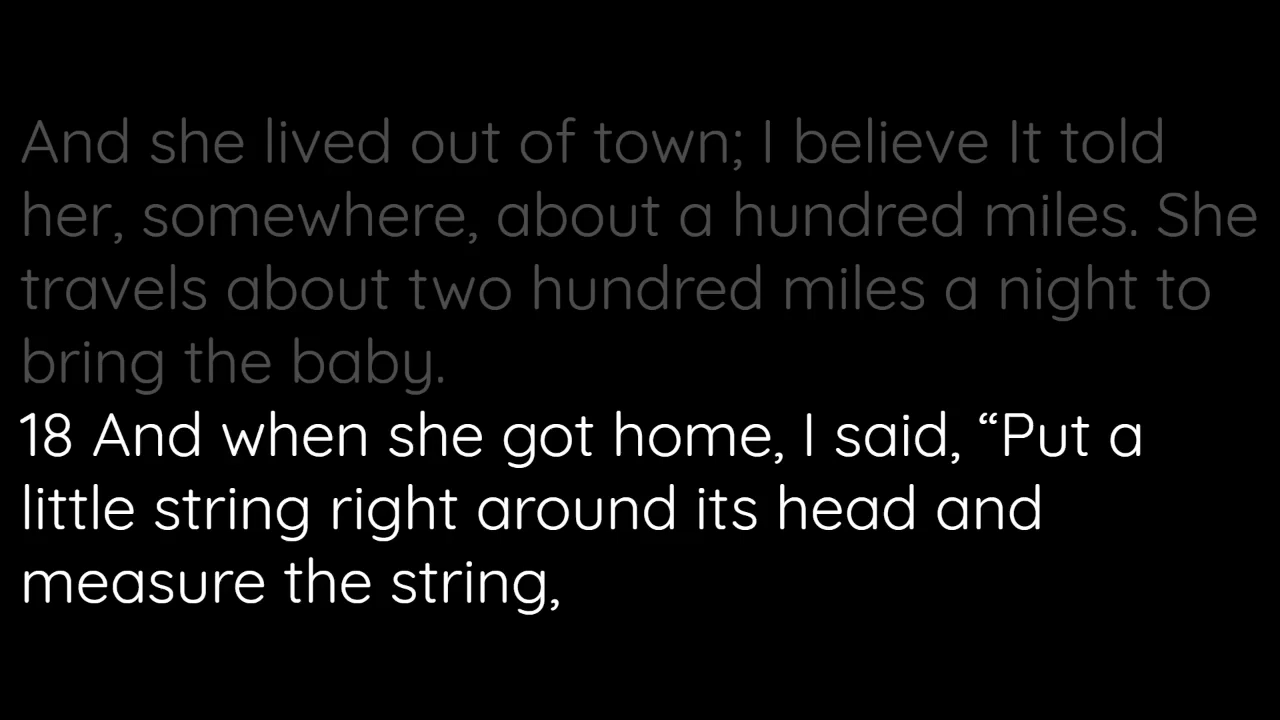 And she lived out of town; I believe It told
her, somewhere, about a hundred miles. She
travels about two hundred miles a night to
bring the baby.
18 And when she got home, I said, “Put a
little string right around its head and
measure the string,